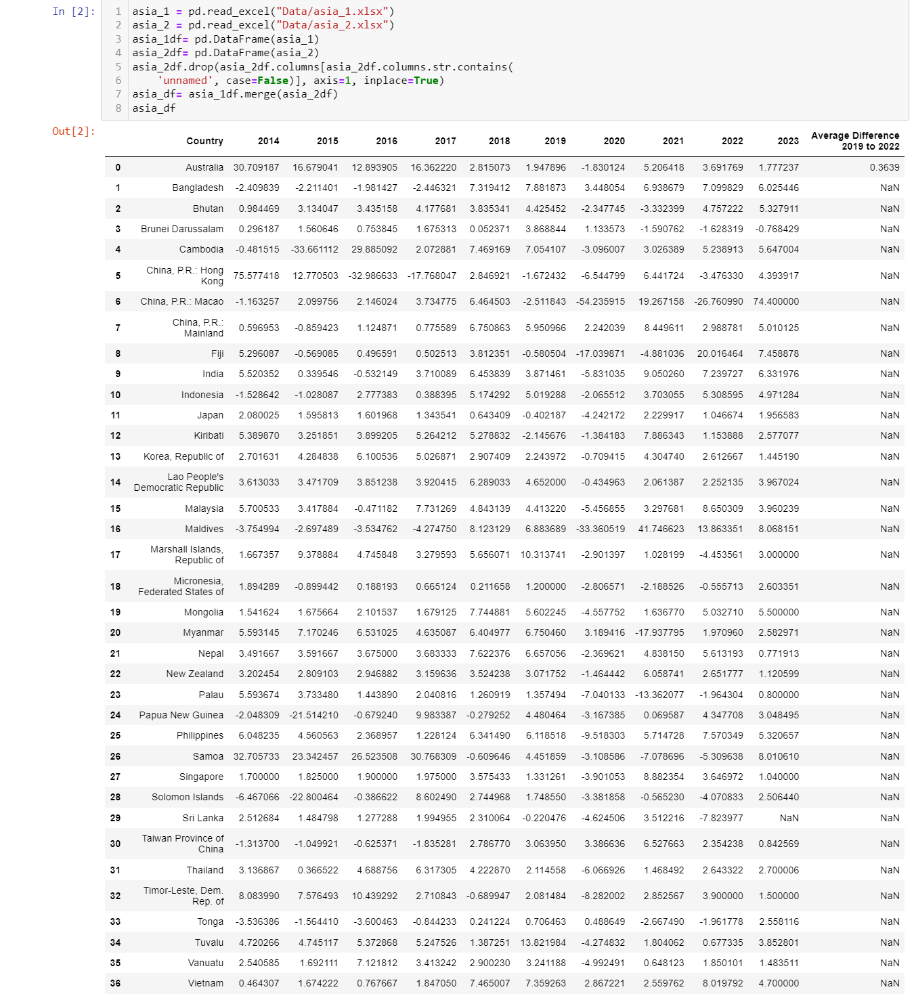 In [2]:
1 asia_1 = pd.read_excel("Data/asia_1.xlsx")
2 asia_2 = pd.read_excel("Data/asia_2.xlsx")
3 asia_1df= pd.DataFrame(asia_1)
4 asia_2df= pd.DataFrame(asia_2)
5 asia_2df.drop(asia_2df.columns[asia_2df.columns.str.contains(
6     'unnamed', case=False)], axis=1, inplace=True)
7 asia_df= asia_1df.merge(asia_2df)
8 asia_df
Out[2]:
Country 2014 2015 2016 2017 2018 2019 2020 2021 2022 2023 Average Difference
2019 to 2022
0 Australia 30.709187 16.679041 12.893905 16.362220 2.815073 1.947896 -1.830124 5.206418 3.691769 1.777237 0.3639
1 Bangladesh -2.409839 -2.211401 -1.981427 -2.446321 7.319412 7.881873 3.448054 6.938679 7.099829 6.025446 NaN
2 Bhutan 0.984469 3.134047 3.435158 4.177681 3.835341 4.425452 -2.347745 -3.332399 4.757222 5.327911 NaN
3 Brunei Darussalam 0.296187 1.560646 0.753845 1.675313 0.052371 3.868844 1.133573 -1.590762 -1.628319 -0.768429 NaN
4 Cambodia -0.481515 -33.661112 29.885092 2.072881 7.469169 7.054107 -3.096007 3.026389 5.238913 5.647004 NaN
5 China, P.R.: Hong
Kong 75.577418 12.770503 -32.986633 -17.768047 2.846921 -1.672432 -6.544799 6.441724 -3.476330 4.393917 NaN
6 China, P.R.: Macao -1.163257 2.099756 2.146024 3.734775 6.464503 -2.511843 -54.235915 19.267158 -26.760990 74.400000 NaN
7 China, P.R.:
Mainland 0.596953 -0.859423 1.124871 0.775589 6.750863 5.950966 2.242039 8.449611 2.988781 5.010125 NaN
8 Fiji 5.296087 -0.569085 0.496591 0.502513 3.812351 -0.580504 -17.039871 -4.881036 20.016464 7.458878 NaN
9 India 5.520352 0.339546 -0.532149 3.710089 6.453839 3.871461 -5.831035 9.050260 7.239727 6.331976 NaN
10 Indonesia -1.528642 -1.028087 2.777383 0.388395 5.174292 5.019288 -2.065512 3.703055 5.308595 4.971284 NaN
11 Japan 2.080025 1.595813 1.601968 1.343541 0.643409 -0.402187 -4.242172 2.229917 1.046674 1.956583 NaN
12 Kiribati 5.389870 3.251851 3.899205 5.264212 5.278832 -2.145676 -1.384183 7.886343 1.153888 2.577077 NaN
13 Korea, Republic of 2.701631 4.284838 6.100536 5.026871 2.907409 2.243972 -0.709415 4.304740 2.612667 1.445190 NaN
14 Lao People's
Democratic Republic 3.613033 3.471709 3.851238 3.920415 6.289033 4.652000 -0.434963 2.061387 2.252135 3.967024 NaN
15 Malaysia 5.700533 3.417884 -0.471182 7.731269 4.843139 4.413220 -5.456855 3.297681 8.650309 3.960239 NaN
16 Maldives -3.754994 -2.697489 -3.534762 -4.274750 8.123129 6.883689 -33.360519 41.746623 13.863351 8.068151 NaN
17 Marshall Islands,
Republic of 1.667357 9.378884 4.745848 3.279593 5.656071 10.313741 -2.901397 1.028199 -4.453561 3.000000 NaN
18 Micronesia,
Federated States of 1.894289 -0.899442 0.188193 0.665124 0.211658 1.200000 -2.806571 -2.188526 -0.555713 2.603351 NaN
19 Mongolia 1.541624 1.675664 2.101537 1.679125 7.744881 5.602245 -4.557752 1.636770 5.032710 5.500000 NaN
20 Myanmar 5.593145 7.170246 6.531025 4.635087 6.404977 6.750460 3.189416 -17.937795 1.970960 2.582971 NaN
21 Nepal 3.491667 3.591667 3.675000 3.683333 7.622376 6.657056 -2.369621 4.838150 5.613193 0.771913 NaN
22 New Zealand 3.202454 2.809103 2.946882 3.159636 3.524238 3.071752 -1.464442 6.058741 2.651777 1.120599 NaN
23 Palau 5.593674 3.733480 1.443890 2.040816 1.260919 1.357494 -7.040133 -13.362077 -1.964304 0.800000 NaN
24 Papua New Guinea -2.048309 -21.514210 -0.679240 9.983387 -0.279252 4.480464 -3.167385 0.069587 4.347708 3.048495 NaN
25 Philippines 6.048235 4.560563 2.368957 1.228124 6.341490 6.118518 -9.518303 5.714728 7.570349 5.320657 NaN
26 Samoa 32.705733 23.342457 26.523508 30.768309 -0.609646 4.451859 -3.108586 -7.078696 -5.309638 8.010610 NaN
27 Singapore 1.700000 1.825000 1.900000 1.975000 3.575433 1.331261 -3.901053 8.882354 3.646972 1.040000 NaN
28 Solomon Islands -6.467066 -22.800464 -0.386622 8.602490 2.744968 1.748550 -3.381858 -0.565230 -4.070833 2.506440 NaN
29 Sri Lanka 2.512684 1.484798 1.277288 1.994955 2.310064 -0.220476 -4.624506 3.512216 -7.823977 NaN NaN
30 Taiwan Province of
China -1.313700 -1.049921 -0.625371 -1.835281 2.786770 3.063950 3.386636 6.527663 2.354238 0.842569 NaN
31 Thailand 3.136867 0.366522 4.688756 6.317305 4.222870 2.114558 -6.066926 1.468492 2.643322 2.700006 NaN
32 Timor-Leste, Dem.
Rep. of 8.083990 7.576493 10.439292 2.710843 -0.689947 2.081484 -8.282002 2.852567 3.900000 1.500000 NaN
33 Tonga -3.536386 -1.564410 -3.600463 -0.844233 0.241224 0.706463 0.488649 -2.667490 -1.961778 2.558116 NaN
34 Tuvalu 4.720266 4.745117 5.372868 5.247526 1.387251 13.821984 -4.274832 1.804062 0.677335 3.852801 NaN
35 Vanuatu 2.540585 1.692111 7.121812 3.413242 2.900230 3.241188 -4.992491 0.648123 1.850101 1.483511 NaN
36 Vietnam 0.464307 1.674222 0.767667 1.847050 7.465007 7.359263 2.867221 2.559762 8.019792 4.700000 NaN